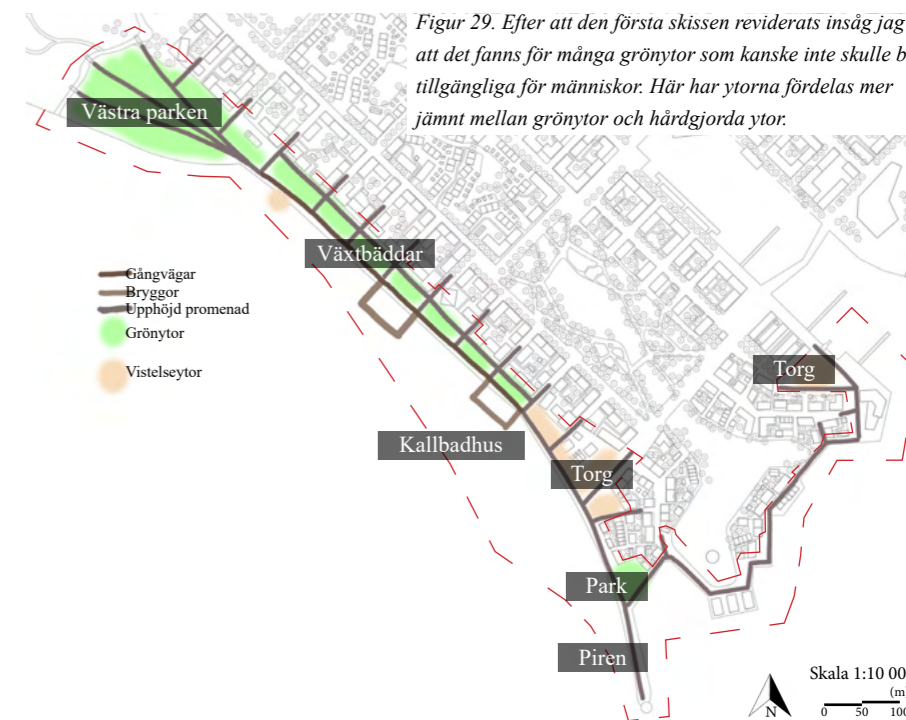 Figur 29. Efter att den första skissen reviderats insåg jag
att det fanns för många grönytor som kanske inte skulle b
tillgängliga för människor. Här har ytorna fördelas mer
jämnt mellan grönytor och hårdgjorda ytor.
Västra parken
Växtbäddar
Gångvägar
Bryggor
Upphöjd promenad
Grönytor
Vistelseytor
Torg
Kallbadhus
Torg
Park
Piren
Skala 1:10 00
(m
N
0 50 100